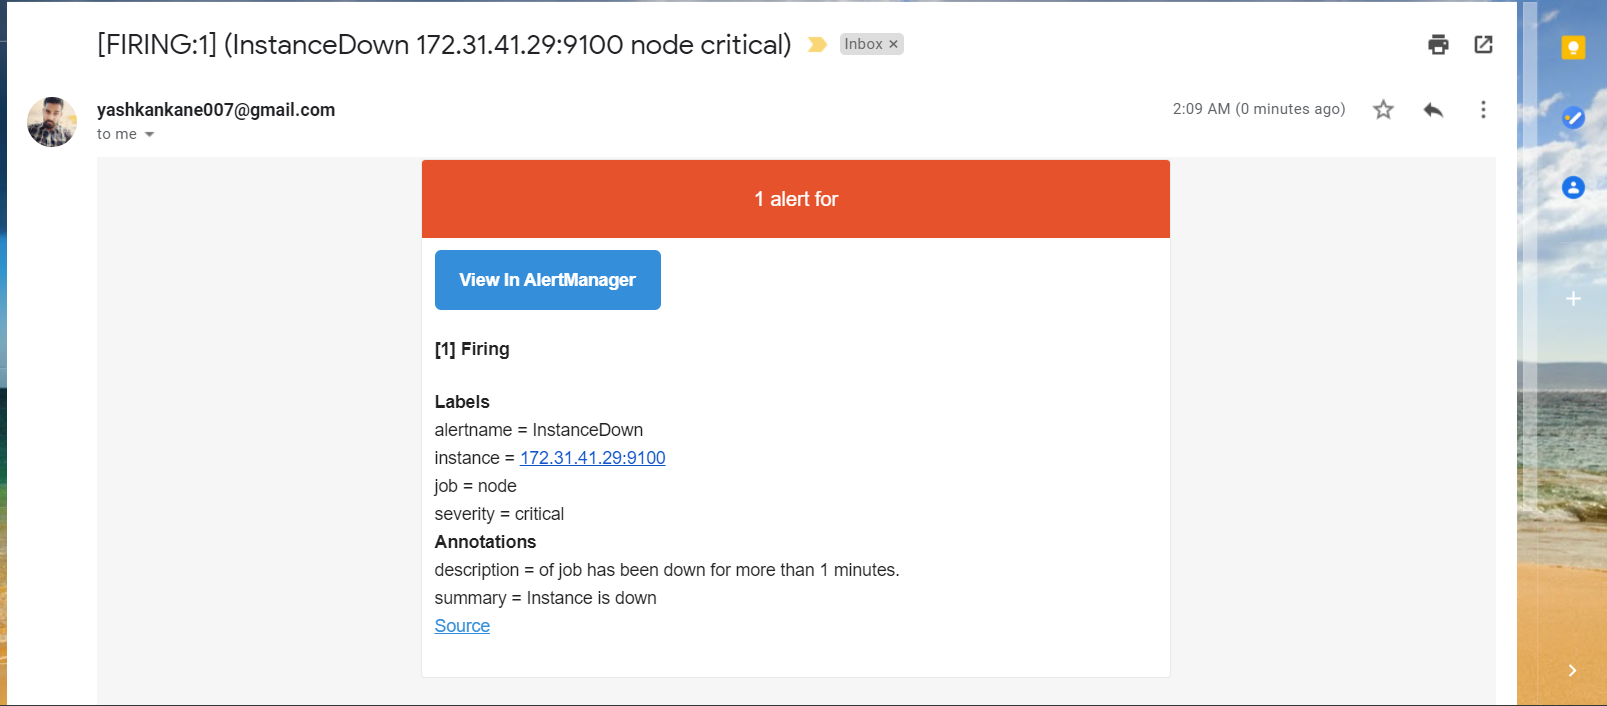 [FIRING:1] (InstanceDown 172.31.41.29:9100 node critical) Inbox ×
yashkankane007@gmail.com 2:09 AM (0 minutes ago)
to me
1 alert for
View In AlertManager
[1] Firing
Labels
alertname = InstanceDown
instance = 172.31.41.29:9100
job = node
severity = critical
Annotations
description = of job has been down for more than 1 minutes.
summary = Instance is down
Source